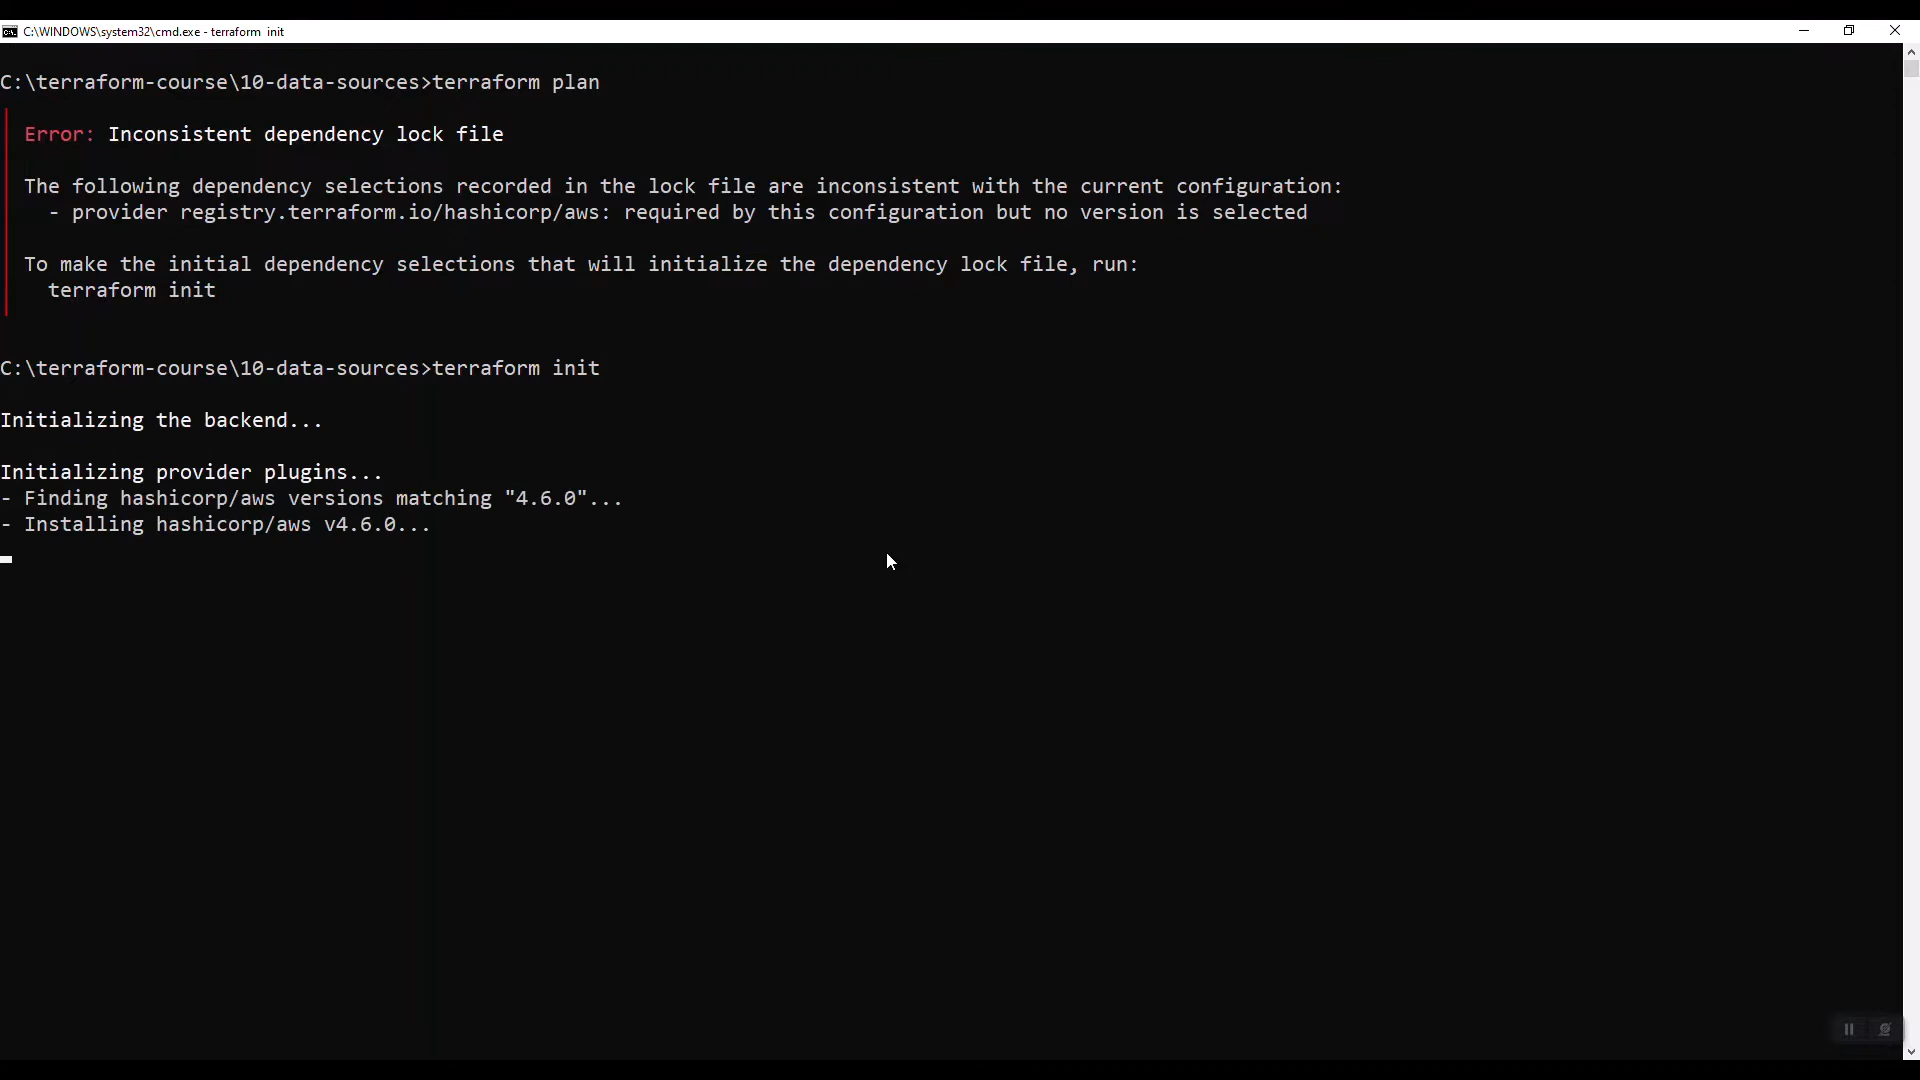 C:\WINDOWS\system32\cmd.exe - terraform  init
C:\terraform-course\10-data-sources>terraform plan
Error: Inconsistent dependency lock file
The following dependency selections recorded in the lock file are inconsistent with the current configuration:
- provider registry.terraform.io/hashicorp/aws: required by this configuration but no version is selected
To make the initial dependency selections that will initialize the dependency lock file, run:
terraform init
C:\terraform-course\10-data-sources>terraform init
Initializing the backend...
Initializing provider plugins...
- Finding hashicorp/aws versions matching "4.6.0"...
- Installing hashicorp/aws v4.6.0...